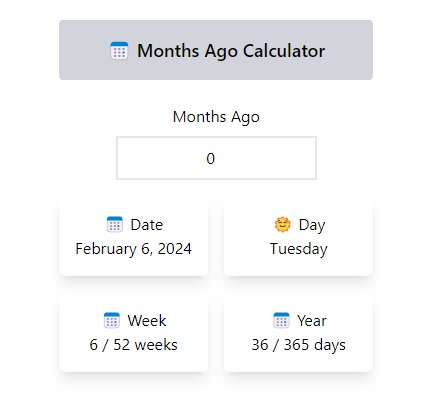 Months Ago Calculator
Months Ago
0
Date
February 6, 2024
Day
Tuesday
Week
6 / 52 weeks
Year
36 / 365 days